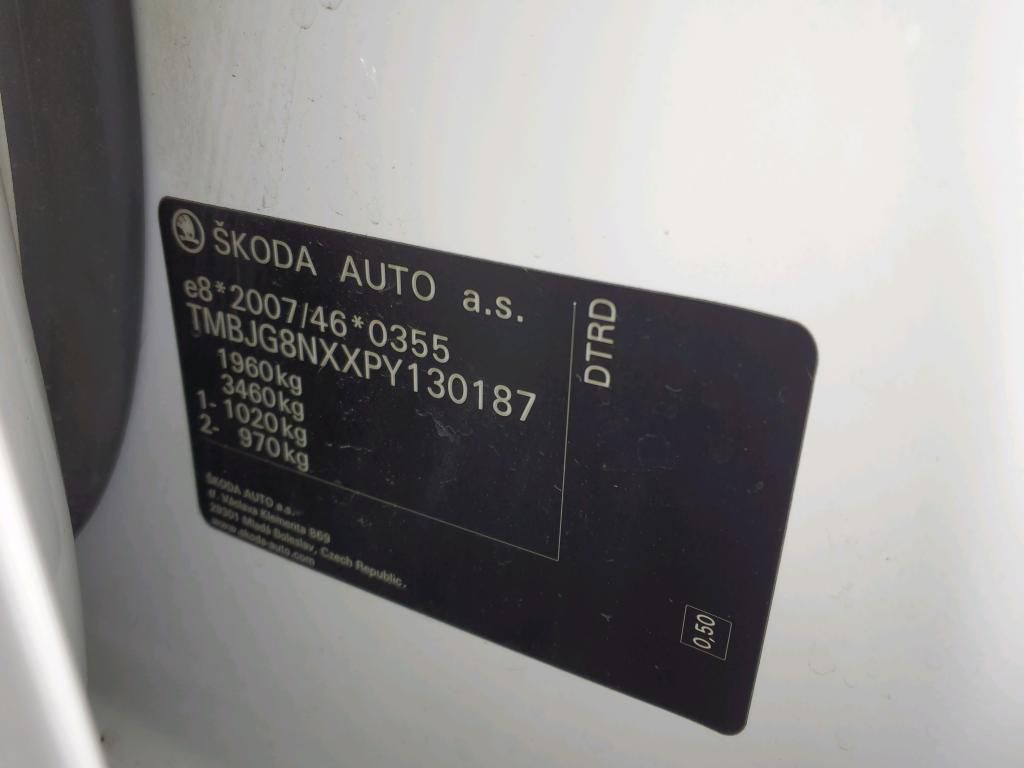 ŠKODA AUTO a.s.
e8*2007/46*0355
TMBJG8NXXPY130187
1960kg
3460kg
1- 1020kg
2- 970kg
ŠKODA AUTO a.s.
tř. Václava Klementa 869
29301 Mladá Boleslav, Czech Republic,
www.skoda-auto.com
DTRD
0,50